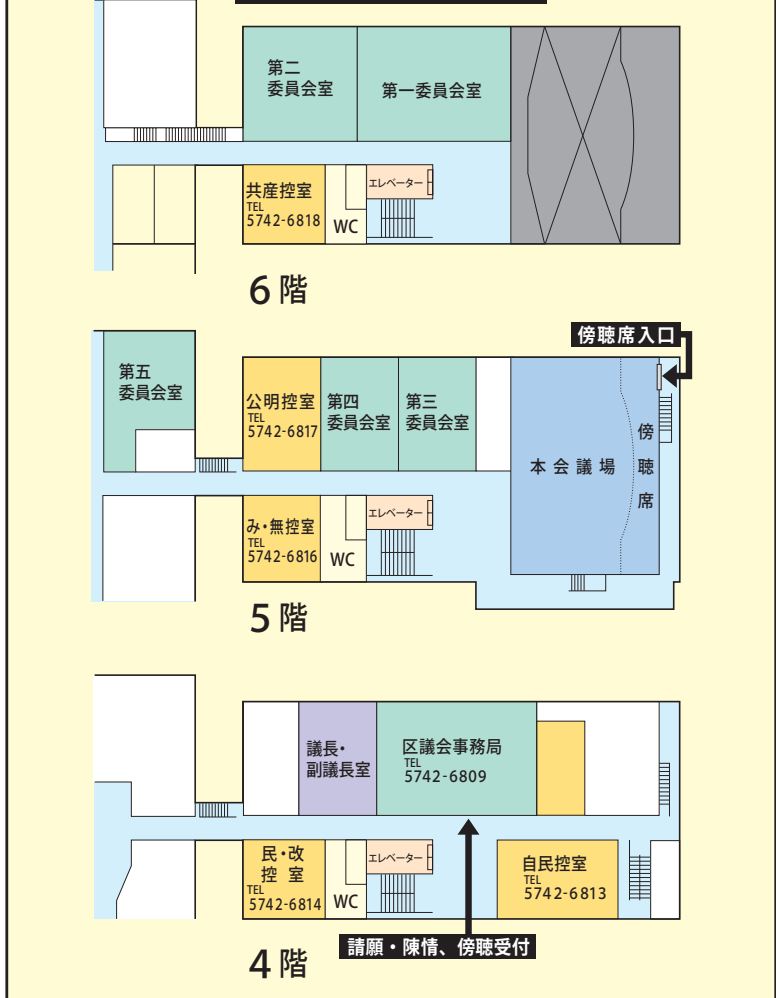 第二
委員会室
第一委員会室
共産控室
TEL
5742-6818
WC
エレベーター
6階
傍聴席入口
第五
委員会室
公明控室
TEL
5742-6817
第四
委員会室
第三
委員会室
本会議場
傍聴席
み・無控室
TEL
5742-6816
WC
エレベーター
5階
議長・
副議長室
区議会事務局
TEL
5742-6809
民・改
控室
TEL
5742-6814
WC
エレベーター
自民控室
TEL
5742-6813
請願・陳情、傍聴受付
4階